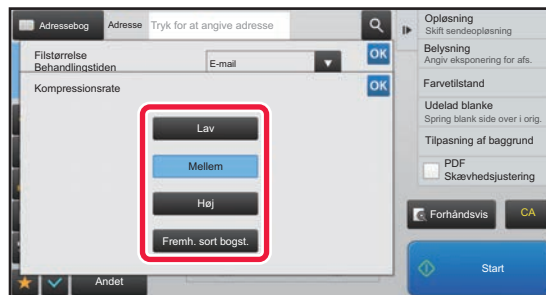 Adressebog
Adresse
Tryk for at angive adresse
Filstørrelse
Behandlingstiden
E-mail
OK
Kompressionsrate
OK
Lav
Mellem
Høj
Fremh. sort bogst.
Andet
Opløsning
Skift sendeopløsning
Belysning
Angiv eksponering for afs.
Farvetilstand
Udelad blanke
Spring blank side over i orig.
Tilpasning af baggrund
PDF
Skævhedsjustering
Forhåndsvis
CA
Start